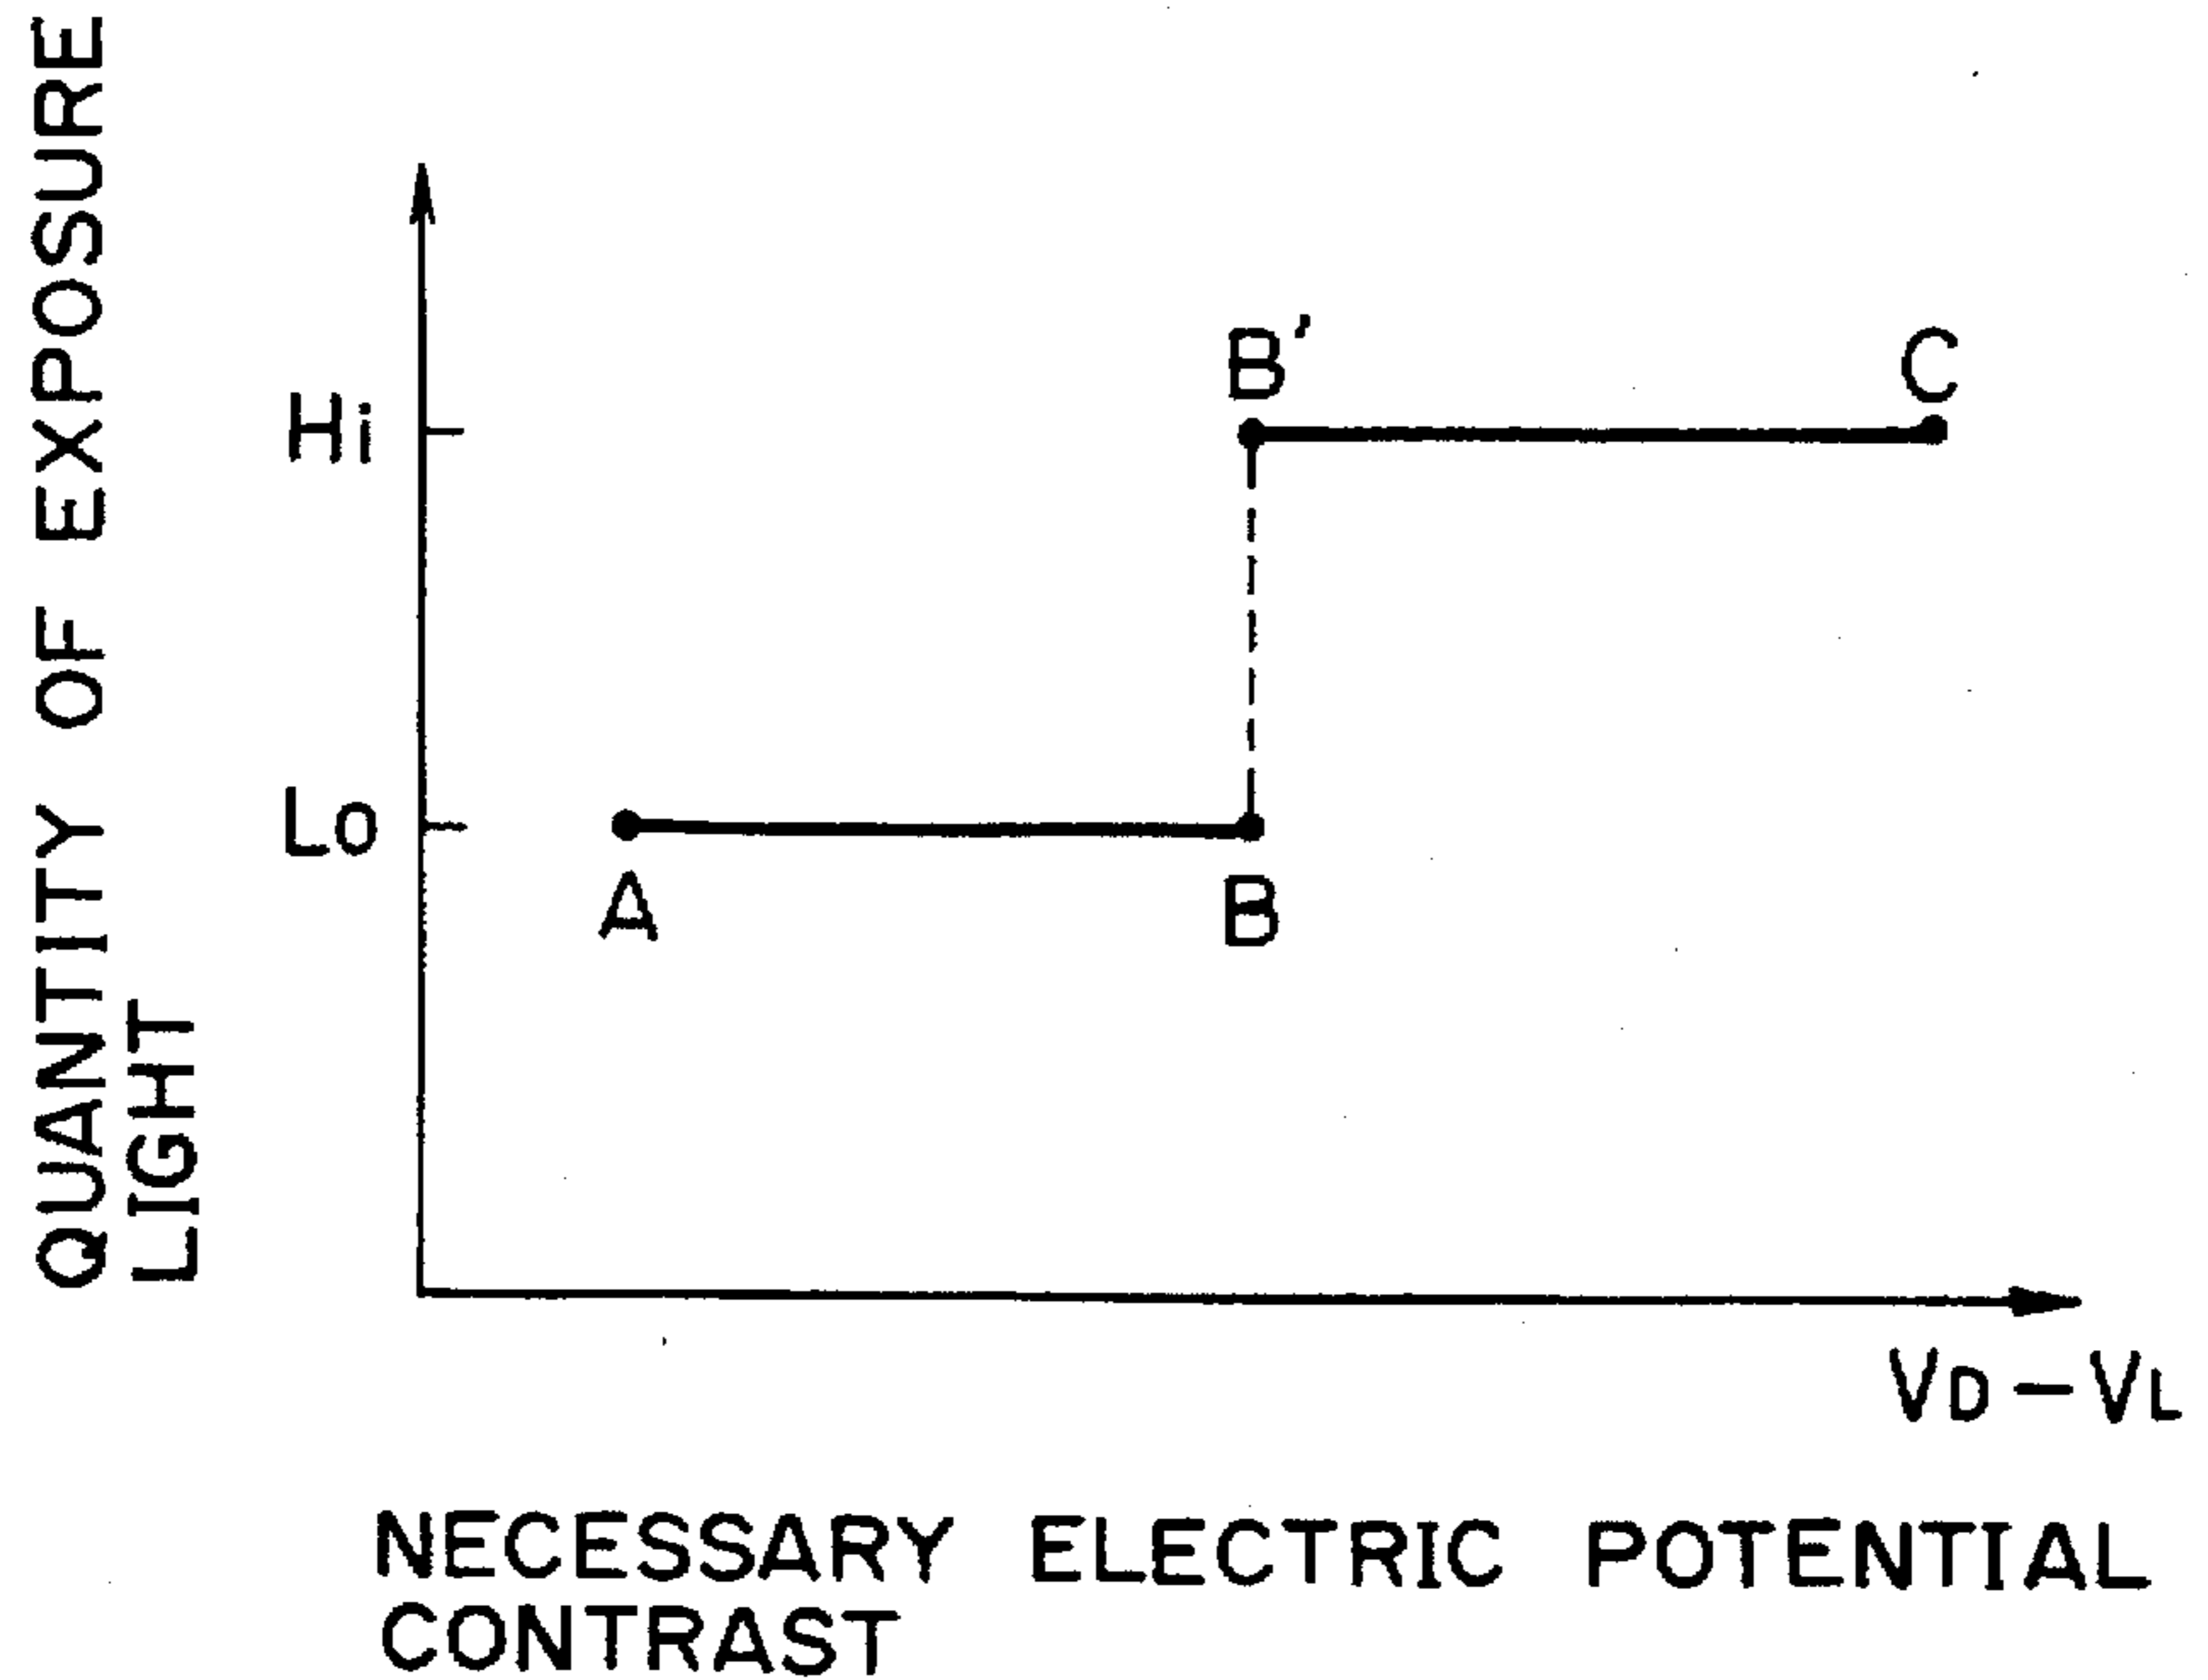 QUANTITY OF EXPOSURE
LIGHT
Hi
Lo
B'
C
A
B
VD-VL
NECESSARY ELECTRIC POTENTIAL
CONTRAST